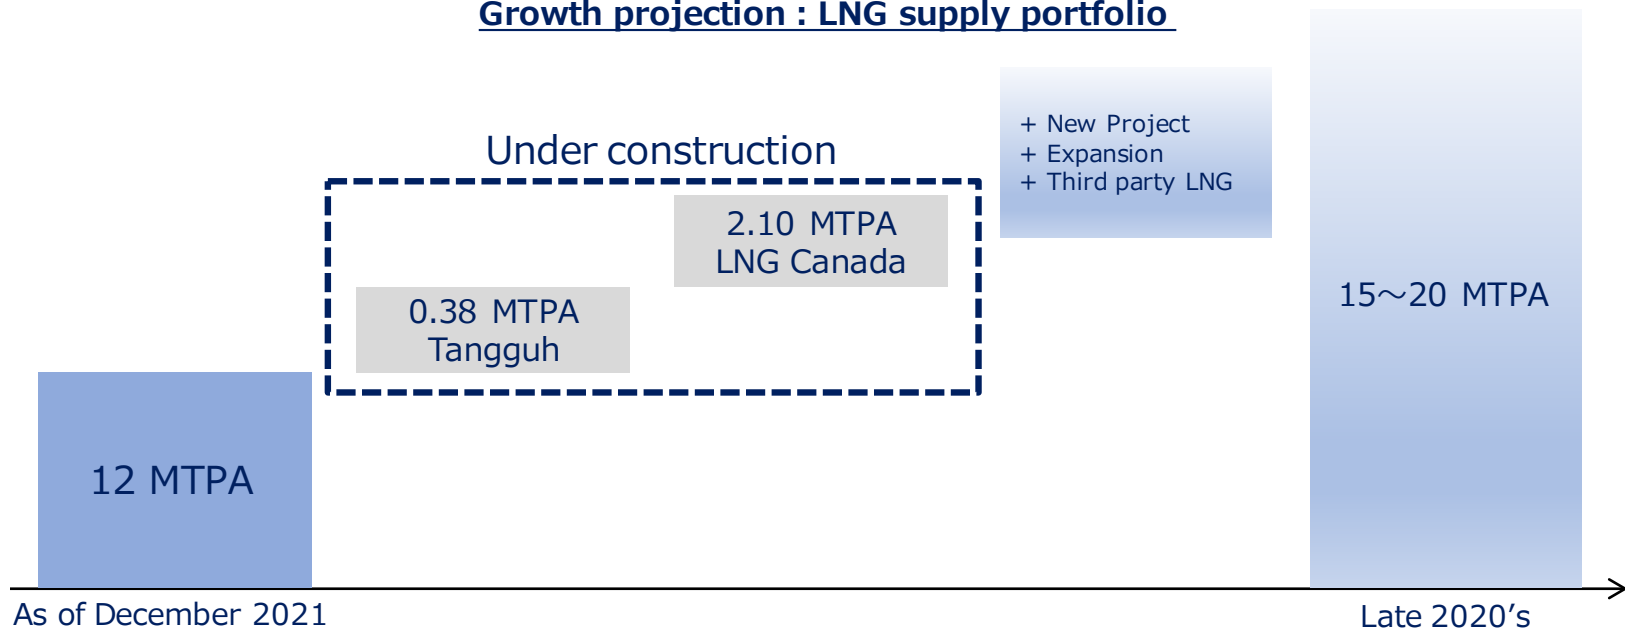 Growth projection : LNG supply portfolio
+ New Project
+ Expansion
+ Third party LNG
Under construction
2.10 MTPA
LNG Canada
0.38 MTPA
Tangguh
15～20 MTPA
12 MTPA
As of December 2021
Late 2020’s